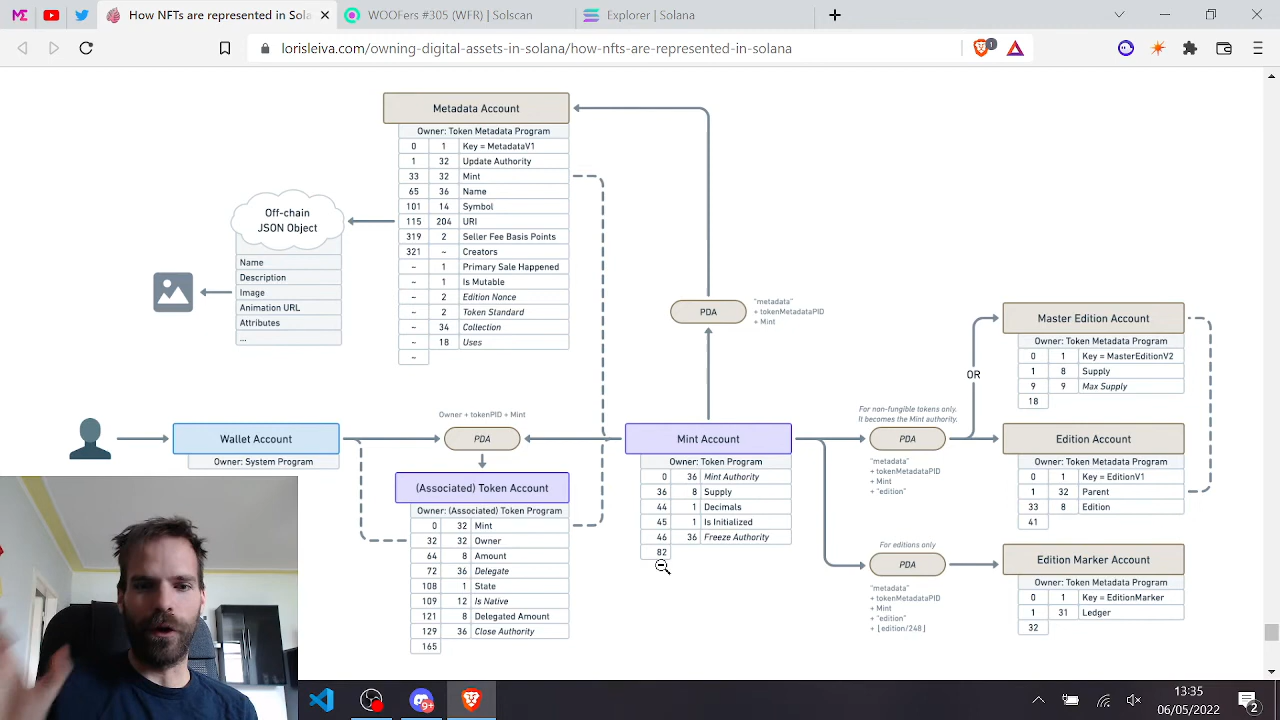 How NF
WOOFer #305 (WFNFT) | Solscan
Explorer | Solana
lorisleiva.com/owning-digital-assets-in-solana/how-nfts-are-represented-in-solana
1
Metadata Account
Owner: Token Metadata Program
0 1 Key = MetadataV1
1 32 Update Authority
33 32 Mint
65 36 Name
101 14 Symbol
115 204 URI
319 2 Seller Fee Basis Points
321 ~ Creators
~ 1 Primary Sale Happened
~ 1 Is Mutable
~ 2 Edition Nonce
~ 2 Token Standard
~ 34 Collection
~ 18 Uses
~
Off-chain
JSON Object
Name
Description
Image
Animation URL
Attributes
...
PDA
"metadata"
+ tokenMetadataPID
+ Mint
Wallet Account
Owner: System Program
Owner + tokenPID + Mint
PDA
(Associated) Token Account
Owner: (Associated) Token Program
0 32 Mint
32 32 Owner
64 8 Amount
72 36 Delegate
108 1 State
109 12 Is Native
121 8 Delegated Amount
129 36 Close Authority
165
Mint Account
Owner: Token Program
0 36 Mint Authority
36 8 Supply
44 1 Decimals
45 1 Is Initialized
46 36 Freeze Authority
82
For non-fungible tokens only.
It becomes the Mint authority.
PDA
"metadata"
+ tokenMetadataPID
+ Mint
+ "edition"
OR
Master Edition Account
Owner: Token Metadata Program
0 1 Key = MasterEditionV2
1 8 Supply
9 9 Max Supply
18
Edition Account
Owner: Token Metadata Program
0 1 Key = EditionV1
1 32 Parent
33 8 Edition
41
For editions only
PDA
"metadata"
+ tokenMetadataPID
+ Mint
+ "edition"
+ ⌊edition/248⌋
Edition Marker Account
Owner: Token Metadata Program
0 1 Key = EditionMarker
1 31 Ledger
32
13:35
06/05/2022
2